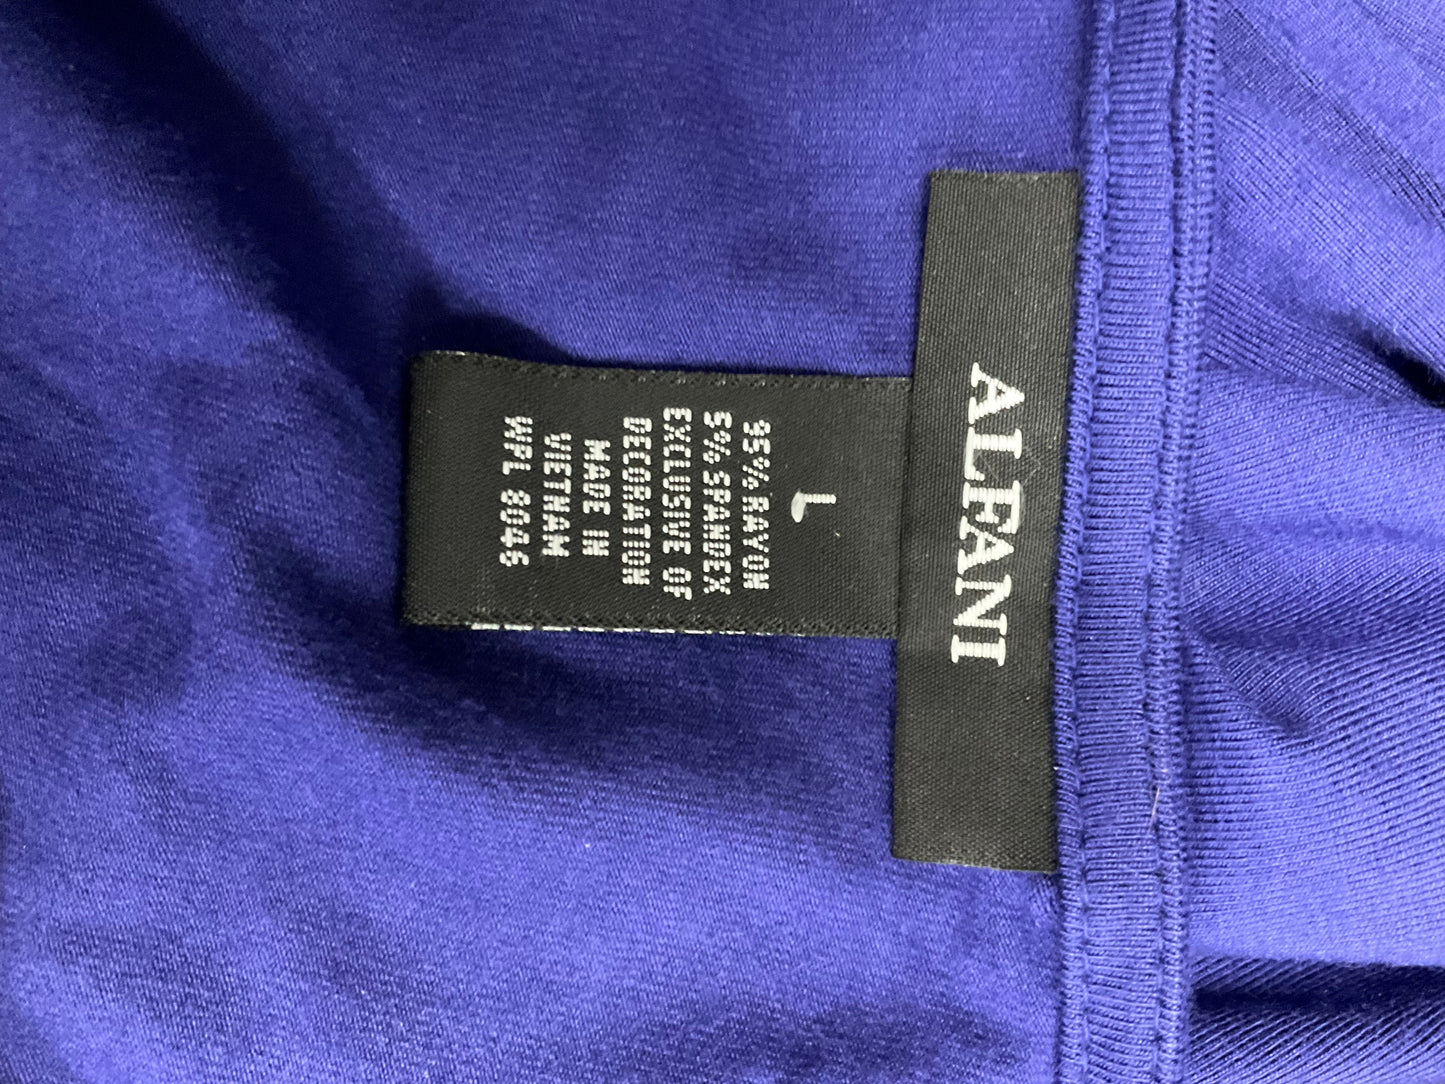 ALFANI
L
95% RAYON
5% SPANDEX
EXCLUSIVE OF
DECORATION
MADE IN
VIETNAM
WPL 8046